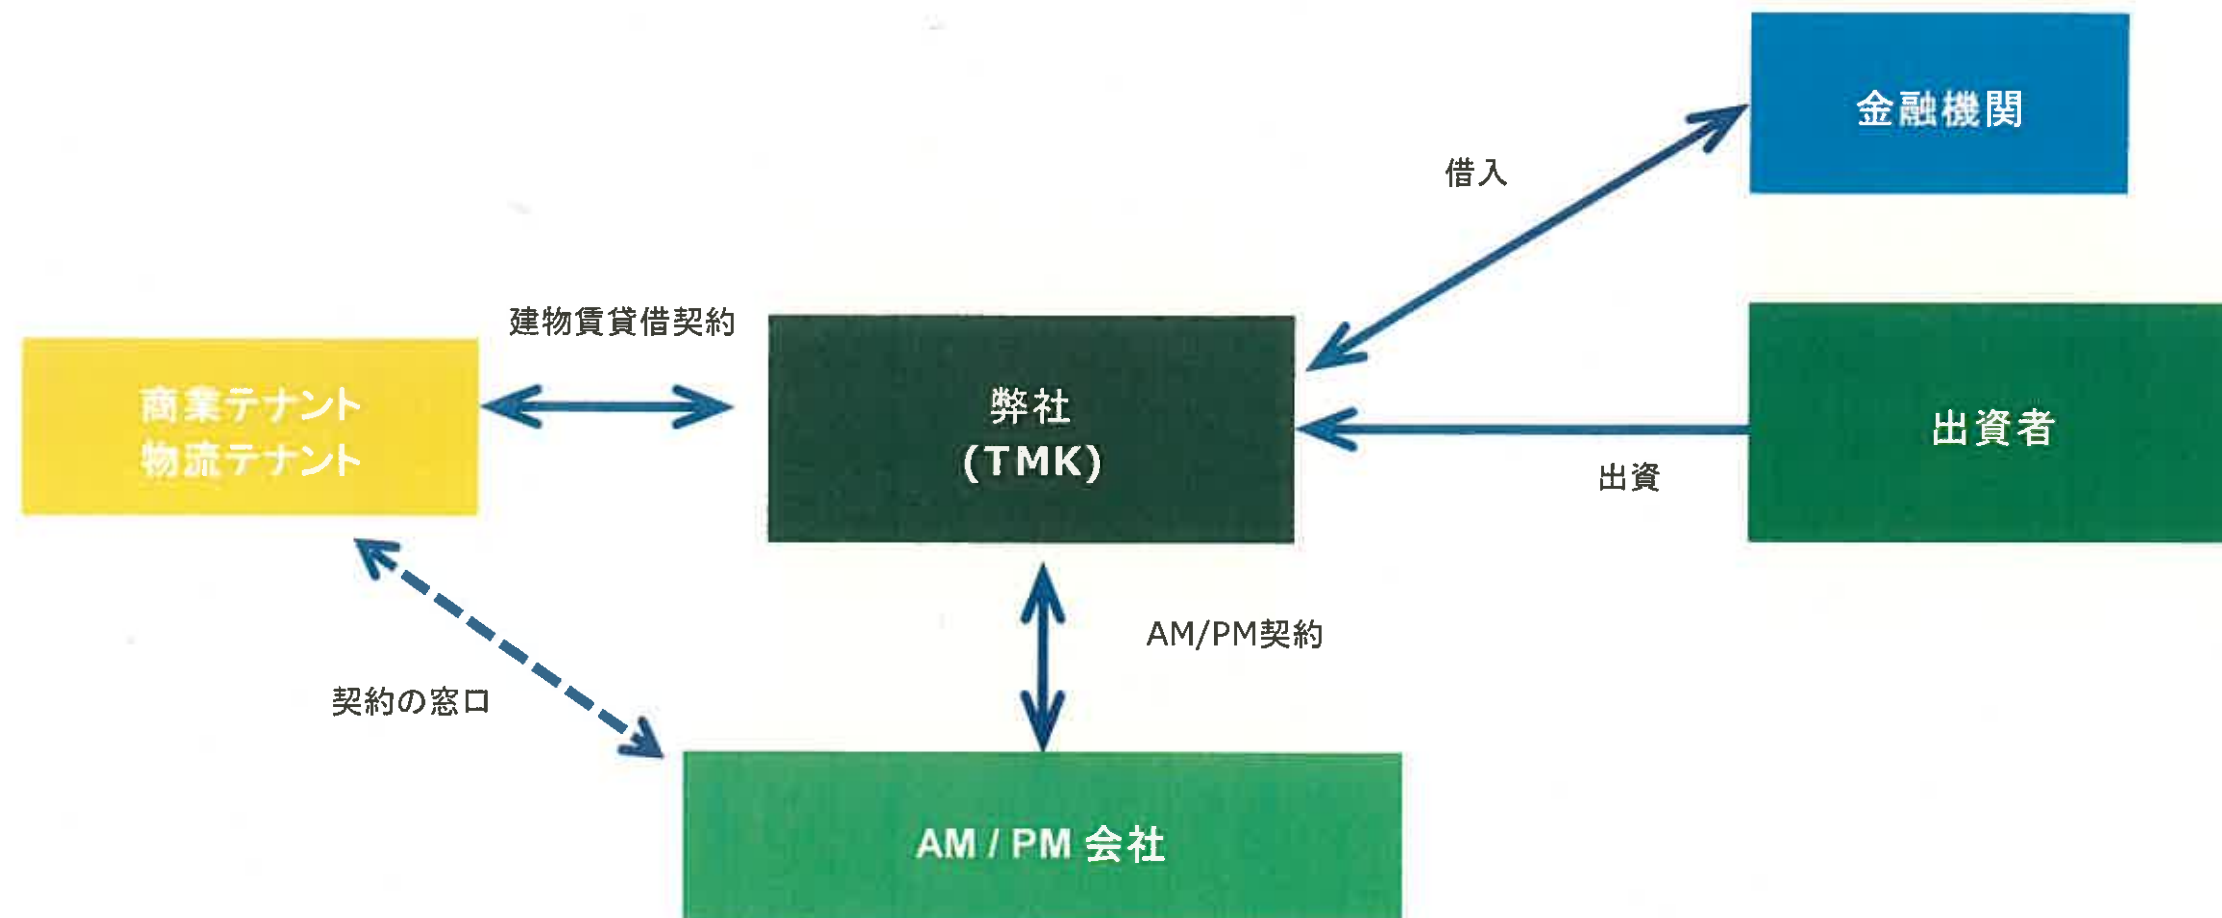 金融機関
借入
建物賃貸借契約
商業テナント
物流テナント
弊社
(TMK)
出資者
出資
AM/PM契約
契約の窓口
AM / PM 会社